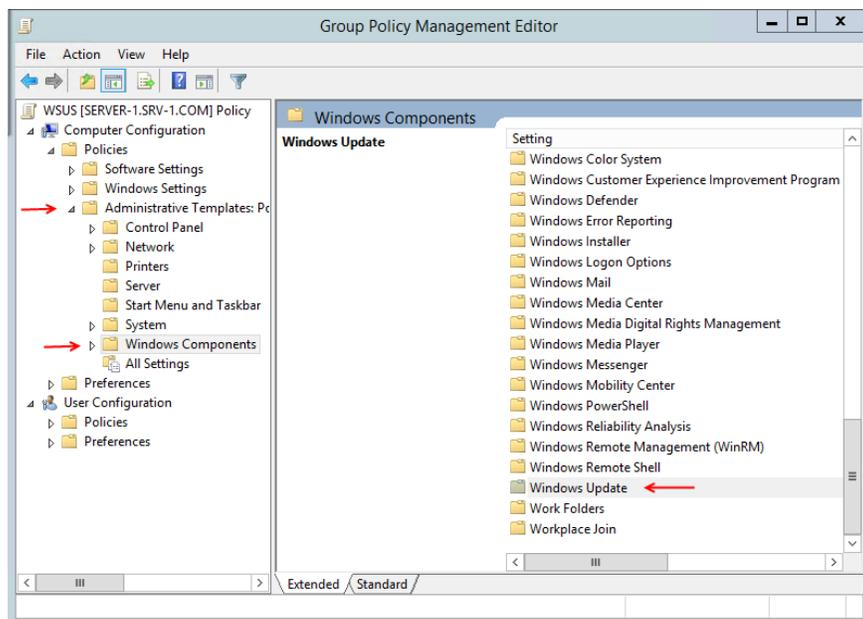 Group Policy Management Editor
File Action View Help
WSUS [SERVER-1.SRV-1.COM] Policy
Computer Configuration
Policies
Software Settings
Windows Settings
Administrative Templates: Po
Control Panel
Network
Printers
Server
Start Menu and Taskbar
System
Windows Components
All Settings
Preferences
User Configuration
Policies
Preferences
Windows Components
Windows Update
Setting
Windows Color System
Windows Customer Experience Improvement Program
Windows Defender
Windows Error Reporting
Windows Installer
Windows Logon Options
Windows Mail
Windows Media Center
Windows Media Digital Rights Management
Windows Media Player
Windows Messenger
Windows Mobility Center
Windows PowerShell
Windows Reliability Analysis
Windows Remote Management (WinRM)
Windows Remote Shell
Windows Update
Work Folders
Workplace Join
Extended Standard